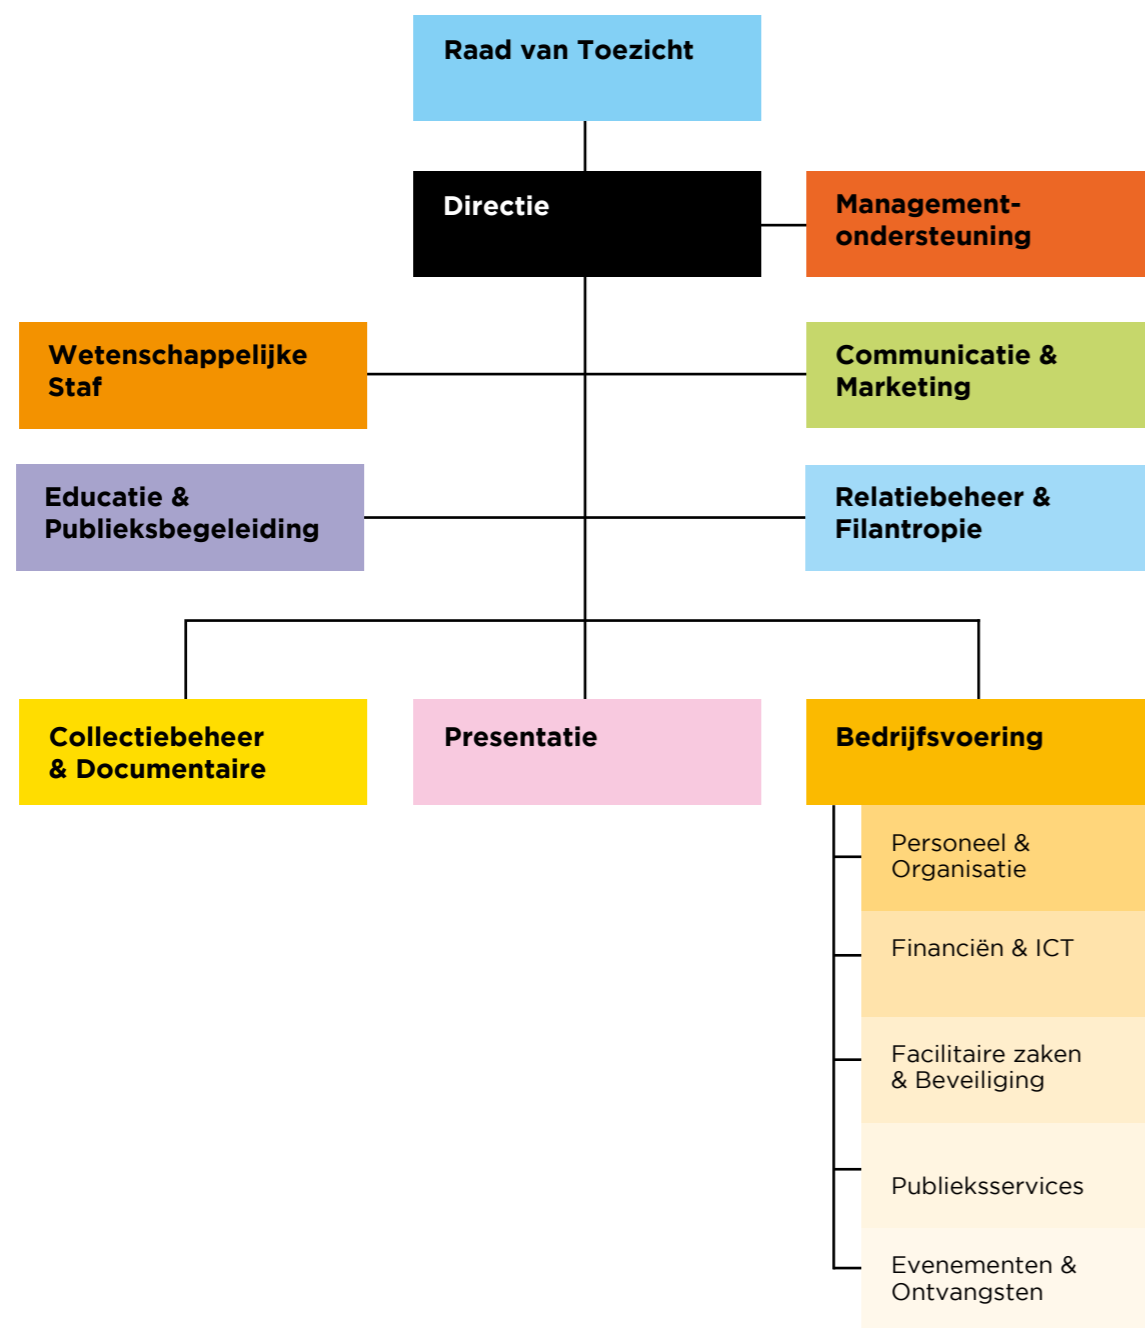 Raad van Toezicht
Directie
Management-
ondersteuning
Wetenschappelijke
Staf
Communicatie &
Marketing
Educatie &
Publieksbegeleiding
Relatiebeheer &
Filantropie
Collectiebeheer
& Documentaire
Presentatie
Bedrijfsvoering
Personeel &
Organisatie
Financiën & ICT
Facilitaire zaken
& Beveiliging
Publieksservices
Evenementen &
Ontvangsten